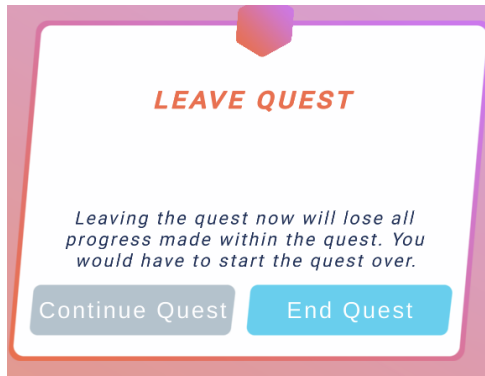 LEAVE QUEST
Leaving the quest now will lose all
progress made within the quest. You
would have to start the quest over.
Continue Quest
End Quest